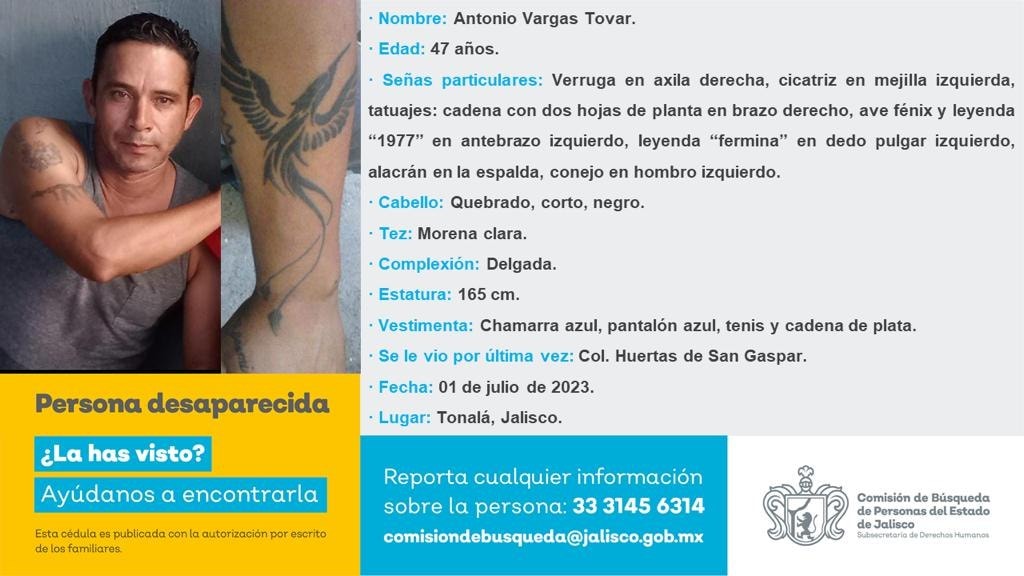 · Nombre: Antonio Vargas Tovar.
· Edad: 47 años.
· Señas particulares: Verruga en axila derecha, cicatriz en mejilla izquierda,
tatuajes: cadena con dos hojas de planta en brazo derecho, ave fénix y leyenda
“1977” en antebrazo izquierdo, leyenda “fermina” en dedo pulgar izquierdo,
alacrán en la espalda, conejo en hombro izquierdo.
· Cabello: Quebrado, corto, negro.
· Tez: Morena clara.
· Complexión: Delgada.
· Estatura: 165 cm.
· Vestimenta: Chamarra azul, pantalón azul, tenis y cadena de plata.
· Se le vio por última vez: Col. Huertas de San Gaspar.
· Fecha: 01 de julio de 2023.
· Lugar: Tonalá, Jalisco.
Persona desaparecida
¿La has visto?
Ayúdanos a encontrarla
Esta cédula es publicada con la autorización por escrito
de los familiares.
Reporta cualquier información
sobre la persona: 33 3145 6314
comisiondebusqueda@jalisco.gob.mx
Comisión de Búsqueda
de Personas del Estado
de Jalisco
Subsecretaría de Derechos Humanos